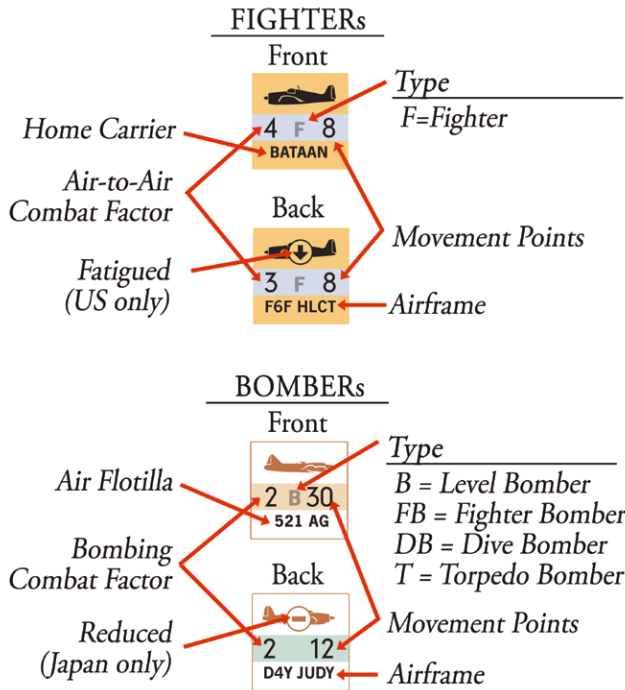 FIGHTERs
Front
Type
F=Fighter
4 F 8
BATAAN
Home Carrier
Air-to-Air
Combat Factor
Back
Movement Points
Fatigued
(US only)
3 F 8
F6F HLCT
Airframe
BOMBERs
Front
Type
B = Level Bomber
FB = Fighter Bomber
DB = Dive Bomber
T = Torpedo Bomber
Air Flotilla
2 B 30
521 AG
Bombing
Combat Factor
Back
Movement Points
Reduced
(Japan only)
2 12
D4Y JUDY
Airframe